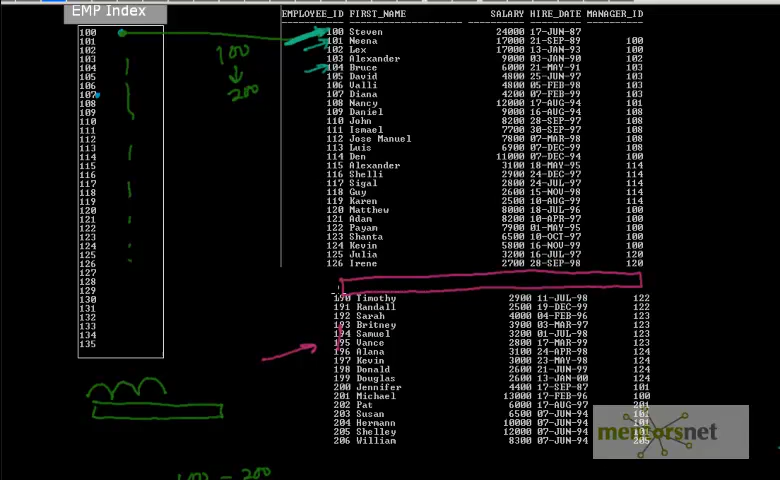 EMP Index
100
101
102
103
104
105
106
107
108
109
110
111
112
113
114
115
116
117
118
119
120
121
122
123
124
125
126
127
128
129
130
131
132
133
134
135
100
200
100 - 200
EMPLOYEE_ID FIRST_NAME SALARY HIRE_DATE MANAGER_ID
100 Steven 24000 17-JUN-87
101 Neena 17000 21-SEP-89 100
102 Lex 17000 13-JAN-93 100
103 Alexander 9000 03-JAN-90 102
104 Bruce 6000 21-MAY-91 103
105 David 4800 25-JUN-97 103
106 Valli 4800 05-FEB-98 103
107 Diana 4200 07-FEB-99 103
108 Nancy 12000 17-AUG-94 101
109 Daniel 9000 16-AUG-94 108
110 John 8200 28-SEP-97 108
111 Ismael 7700 30-SEP-97 108
112 Jose Manuel 7800 07-MAR-98 108
113 Luis 6900 07-DEC-99 108
114 Den 11000 07-DEC-94 100
115 Alexander 3100 18-MAY-95 114
116 Shelli 2900 24-DEC-97 114
117 Sigal 2800 24-JUL-97 114
118 Guy 2600 15-NOV-98 114
119 Karen 2500 10-AUG-99 114
120 Matthew 8000 18-JUL-96 100
121 Adam 8200 10-APR-97 100
122 Payam 7900 01-MAY-95 100
123 Shanta 6500 10-OCT-97 100
124 Kevin 5800 16-NOV-99 100
125 Julia 3200 16-JUL-97 120
126 Irene 2700 28-SEP-98 120
190 Timothy 2900 11-JUL-98 122
191 Randall 2500 19-DEC-99 122
192 Sarah 4000 04-FEB-96 123
193 Britney 3900 03-MAR-97 123
194 Samuel 3200 01-JUL-98 123
195 Vance 2800 17-MAR-99 123
196 Alana 3100 24-APR-98 124
197 Kevin 3000 23-MAY-98 124
198 Donald 2600 21-JUN-99 124
199 Douglas 2600 13-JAN-00 124
200 Jennifer 4400 17-SEP-87 101
201 Michael 13000 17-FEB-96 100
202 Pat 6000 17-AUG-97 201
203 Susan 6500 07-JUN-94 101
204 Hermann 10000 07-JUN-94 101
205 Shelley 12000 07-JUN-94 101
206 William 8300 07-JUN-94 205
mentorsnet